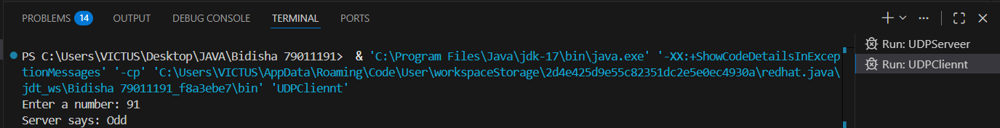 PROBLEMS 14 OUTPUT DEBUG CONSOLE TERMINAL PORTS
PS C:\Users\VICTUS\Desktop\JAVA\Bidisha 79011191>  & 'C:\Program Files\Java\jdk-17\bin\java.exe' '-XX:+ShowCodeDetailsInExcep
tionMessages' '-cp' 'C:\Users\VICTUS\AppData\Roaming\Code\User\workspaceStorage\2d4e425d9e55c82351dc2e5e0ec4930a\redhat.java\
jdt_ws\Bidisha 79011191_f8a3ebe7\bin' 'UDPCliennt'
Enter a number: 91
Server says: Odd
Run: UDPServeer
Run: UDPCliennt